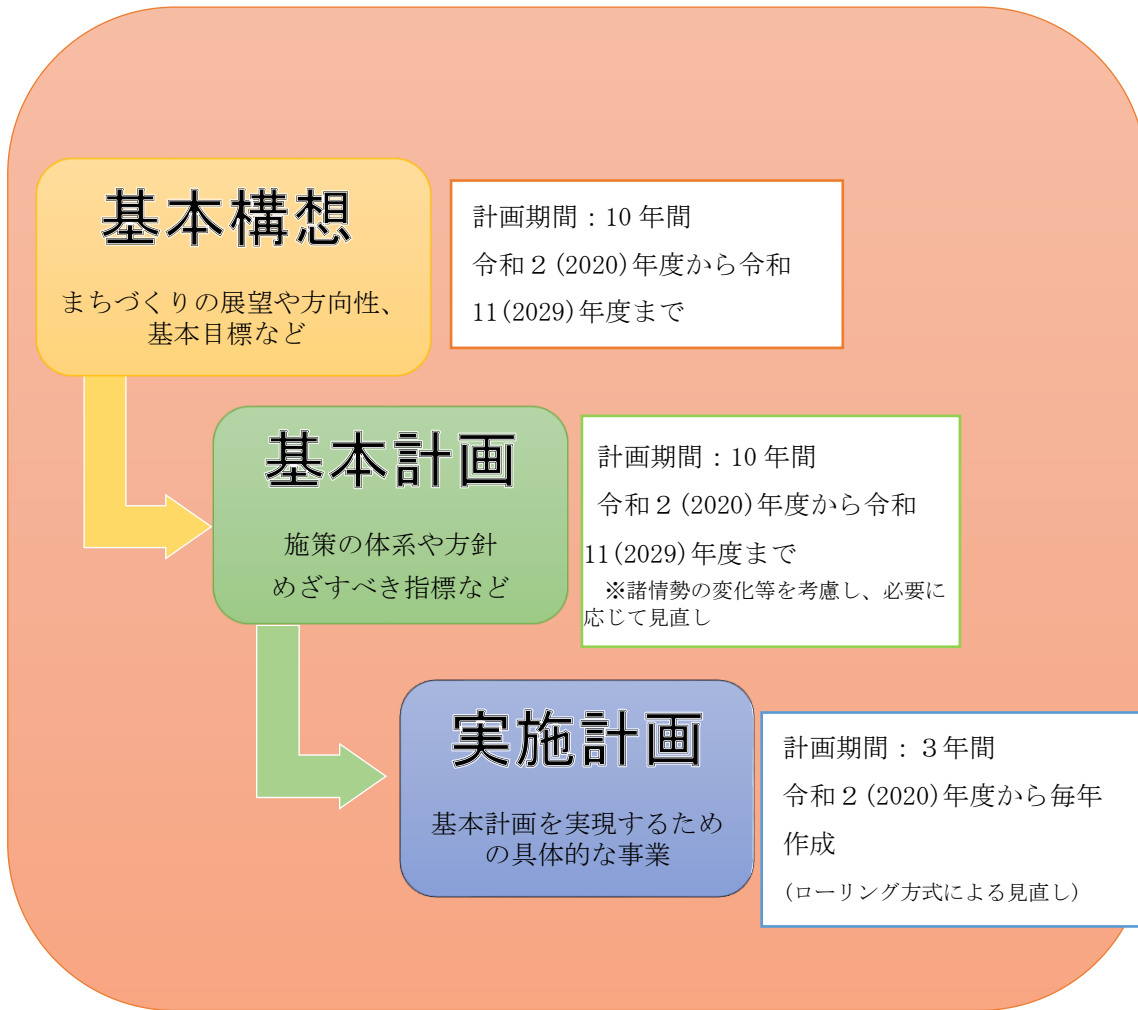 基本構想
まちづくりの展望や方向性、
基本目標など
計画期間：10 年間
令和２(2020)年度から令和
11(2029)年度まで
基本計画
施策の体系や方針
めざすべき指標など
計画期間：10 年間
令和２(2020)年度から令和
11(2029)年度まで
※諸情勢の変化等を考慮し、必要に
応じて見直し
実施計画
基本計画を実現するため
の具体的な事業
計画期間：３年間
令和２(2020)年度から毎年
作成
(ローリング方式による見直し)